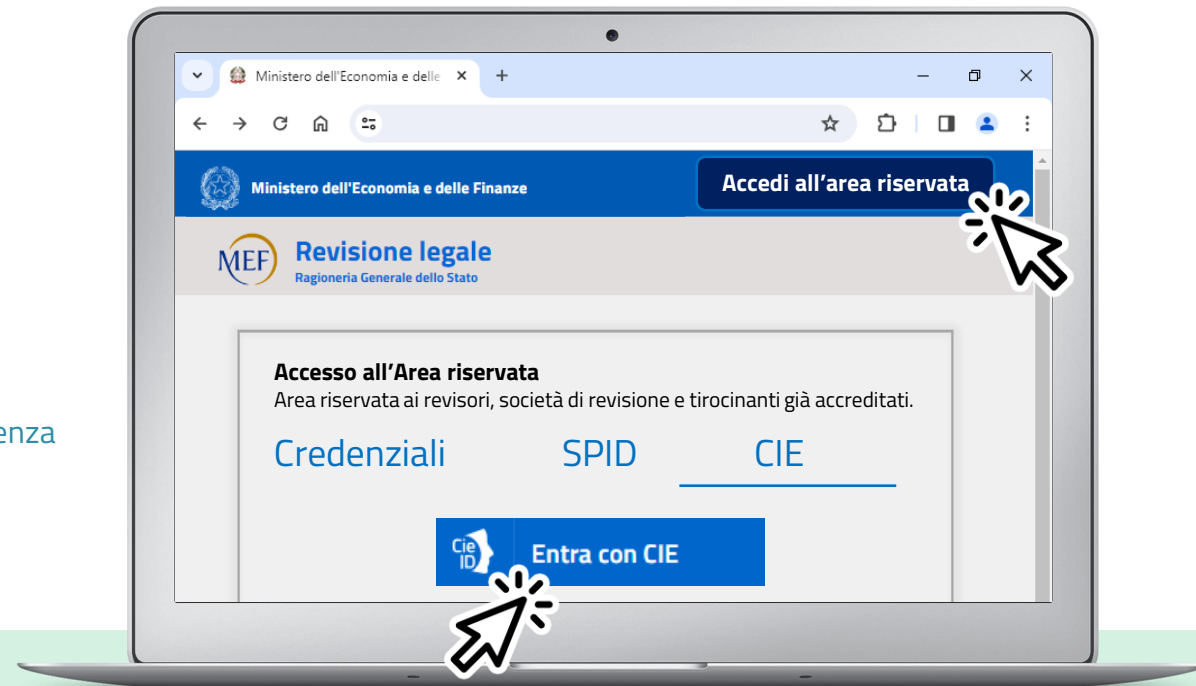 Ministero dell'Economia e delle
Ministero dell'Economia e delle Finanze
Accedi all’area riservata
MEF
Revisione legale
Ragioneria Generale dello Stato
Accesso all’Area riservata
Area riservata ai revisori, società di revisione e tirocinanti già accreditati.
enza
Credenziali SPID CIE
Cie ID Entra con CIE